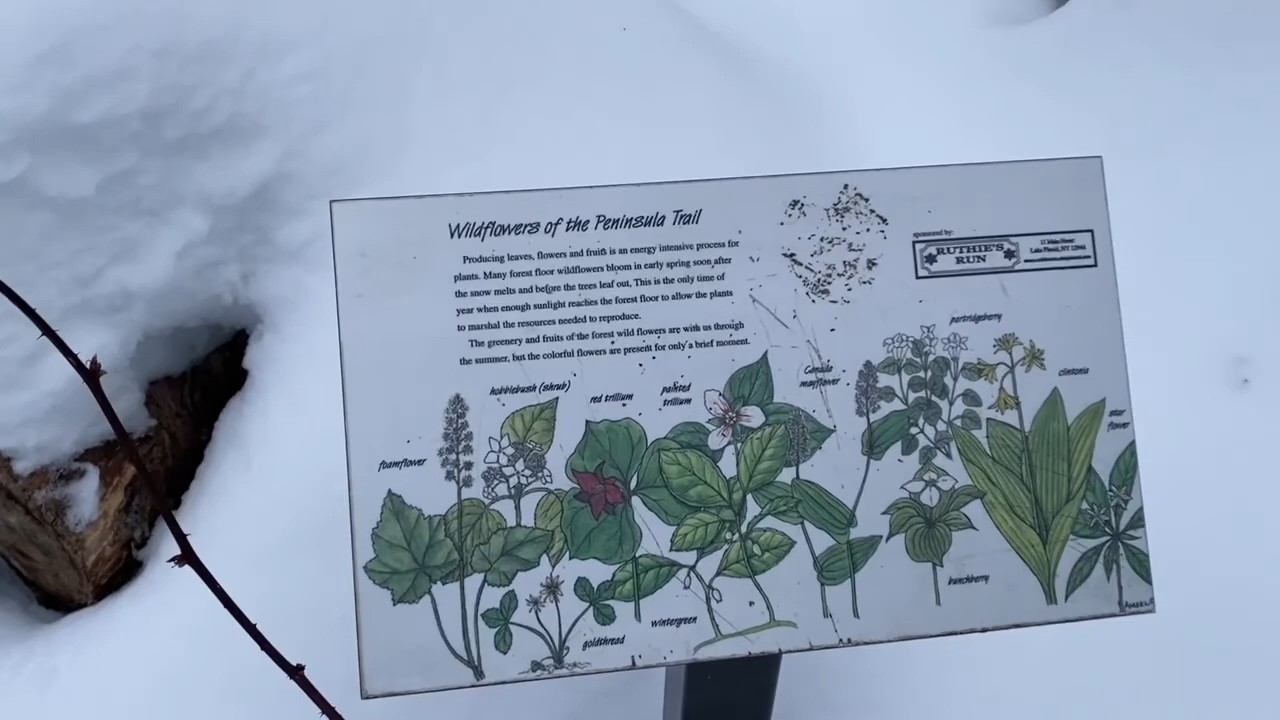 Wildflowers of the Peninsula Trail
Producing leaves, flowers and fruit is an energy intensive process for
plants. Many forest floor wildflowers bloom in early spring soon after
the snow melts and before the trees leaf out. This is the only time of
year when enough sunlight reaches the forest floor to allow the plants
to marshal the resources needed to reproduce.
The greenery and fruits of the forest wild flowers are with us through
the summer, but the colorful flowers are present for only a brief moment.
sponsored by:
RUTHIE'S
RUN
Lake Placid, NY 12946
partridgeberry
clintonia
star
flower
Canada
mayflower
painted
trillium
red trillium
hobblebush (shrub)
foamflower
bunchberry
wintergreen
goldthread